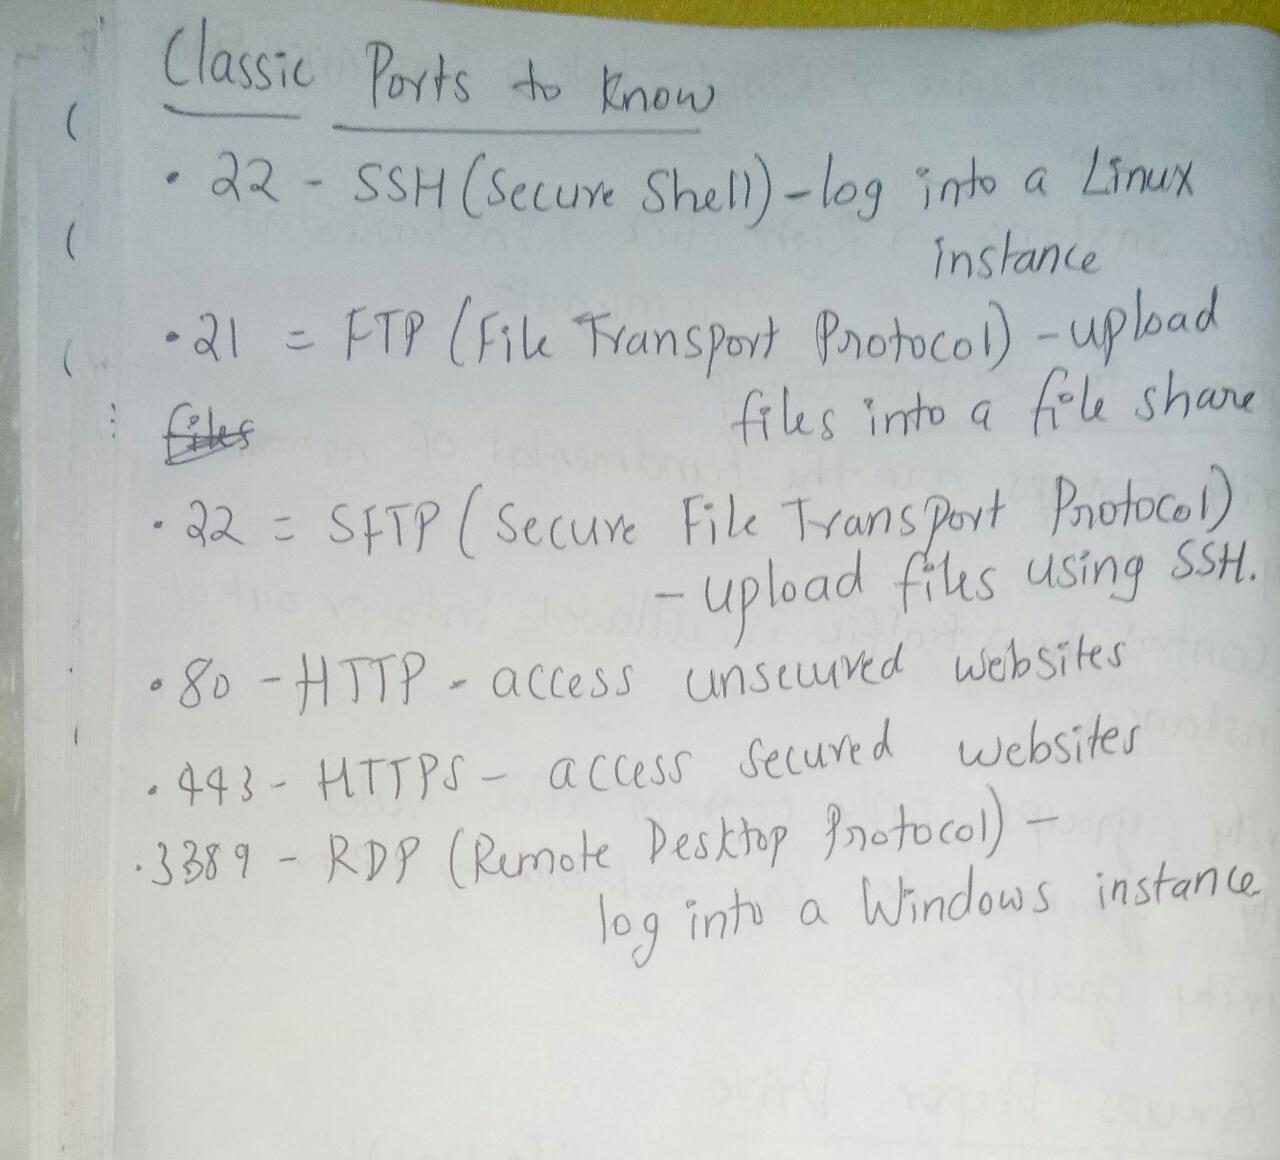 Classic Ports to Know
• 22 - SSH (Secure Shell) - log into a Linux
instance
• 21 = FTP (File Transport Protocol) - upload
files into a file share
• 22 = SFTP (Secure File Transport Protocol)
- upload files using SSH.
• 80 - HTTP - access unsecured websites
• 443 - HTTPS - access secured websites
• 3389 - RDP (Remote Desktop Protocol) -
log into a Windows instance